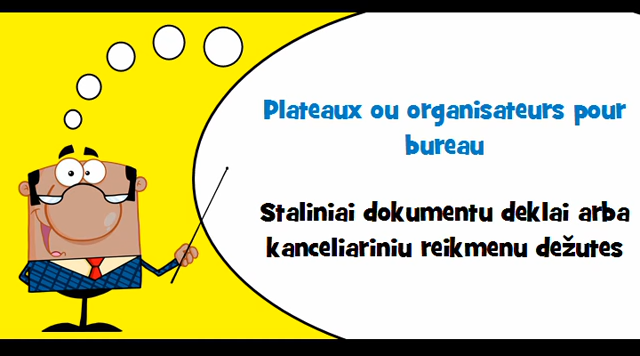 Plateaux ou organisateurs pour
bureau
Staliniai dokumentu deklai arba
kanceliariniu reikmenu dežutes